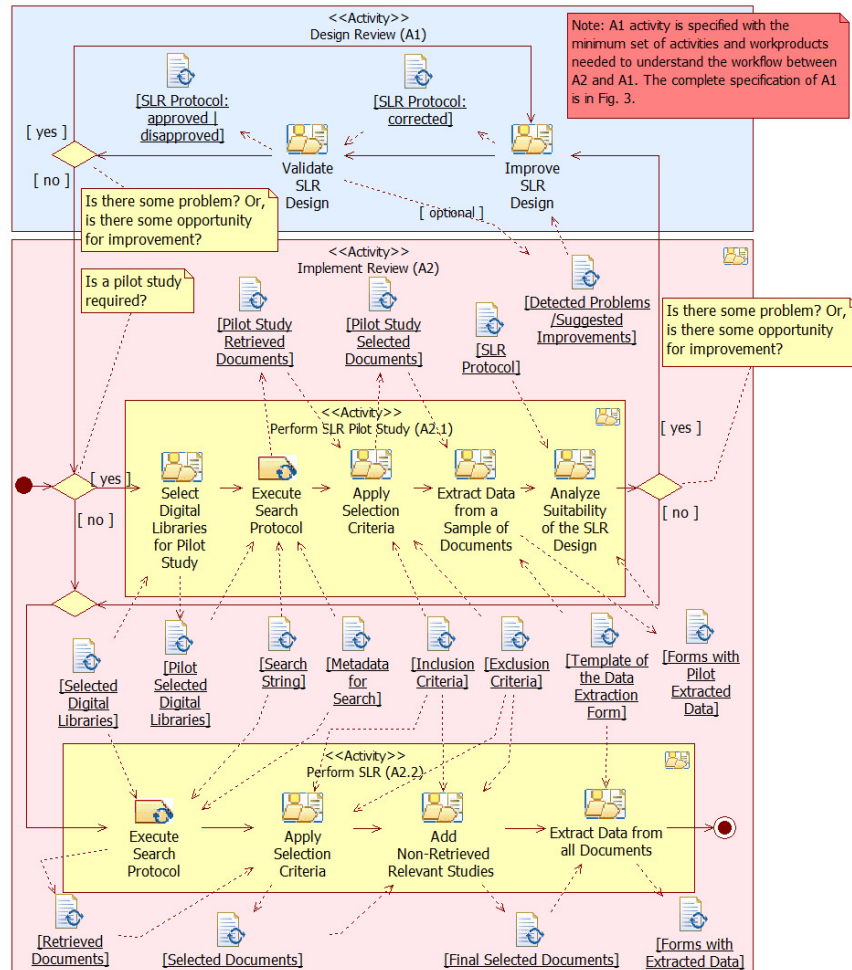 <<Activity>>
Design Review (A1)
Note: A1 activity is specified with the
minimum set of activities and workproducts
needed to understand the workflow between
A2 and A1. The complete specification of A1
is in Fig. 3.
[SLR Protocol:
approved |
disapproved]
[SLR Protocol:
corrected]
[ yes ]
[ no ]
Validate
SLR
Design
Improve
SLR
Design
Is there some problem? Or,
is there some opportunity
for improvement?
[ optional ]
<<Activity>>
Implement Review (A2)
Is a pilot study
required?
[Pilot Study
Retrieved
Documents]
[Pilot Study
Selected
Documents]
[SLR
Protocol]
[Detected Problems
/Suggested
Improvements]
Is there some problem? Or,
is there some opportunity
for improvement?
<<Activity>>
Perform SLR Pilot Study (A2.1)
[ yes ]
[ yes ]
[ no ]
[ no ]
Select
Digital
Libraries
for Pilot
Study
Execute
Search
Protocol
Apply
Selection
Criteria
Extract Data
from a
Sample of
Documents
Analyze
Suitability
of the SLR
Design
[Selected
Digital
Libraries]
[Pilot
Selected
Digital
Libraries]
[Search
String]
[Metadata
for
Search]
[Inclusion
Criteria]
[Exclusion
Criteria]
[Template of
the Data
Extraction
Form]
[Forms with
Pilot
Extracted
Data]
<<Activity>>
Perform SLR (A2.2)
Execute
Search
Protocol
Apply
Selection
Criteria
Add
Non-Retrieved
Relevant Studies
Extract Data from
all Documents
[Retrieved
Documents]
[Selected Documents]
[Final Selected Documents]
[Forms with
Extracted Data]